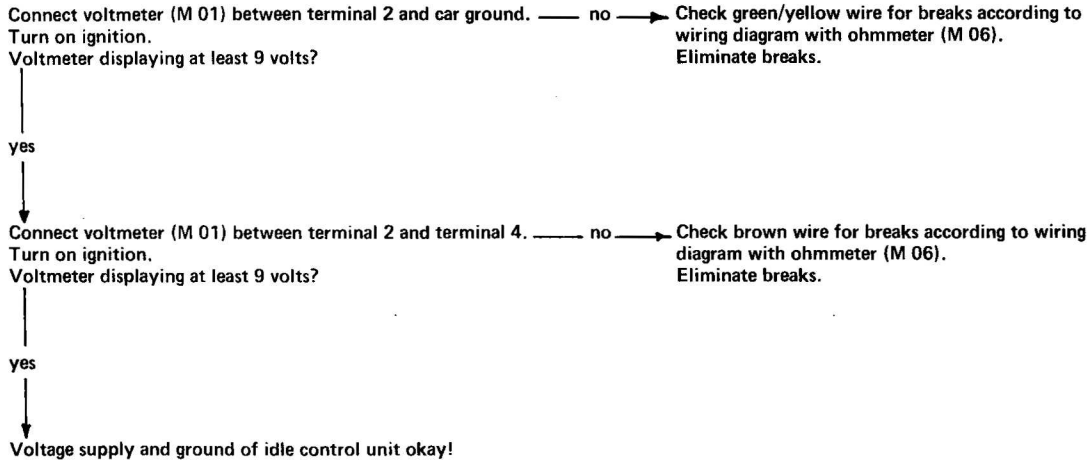 Connect voltmeter (M 01) between terminal 2 and car ground.
Turn on ignition.
Voltmeter displaying at least 9 volts?
no
Check green/yellow wire for breaks according to
wiring diagram with ohmmeter (M 06).
Eliminate breaks.
yes
Connect voltmeter (M 01) between terminal 2 and terminal 4.
Turn on ignition.
Voltmeter displaying at least 9 volts?
no
Check brown wire for breaks according to wiring
diagram with ohmmeter (M 06).
Eliminate breaks.
yes
Voltage supply and ground of idle control unit okay!